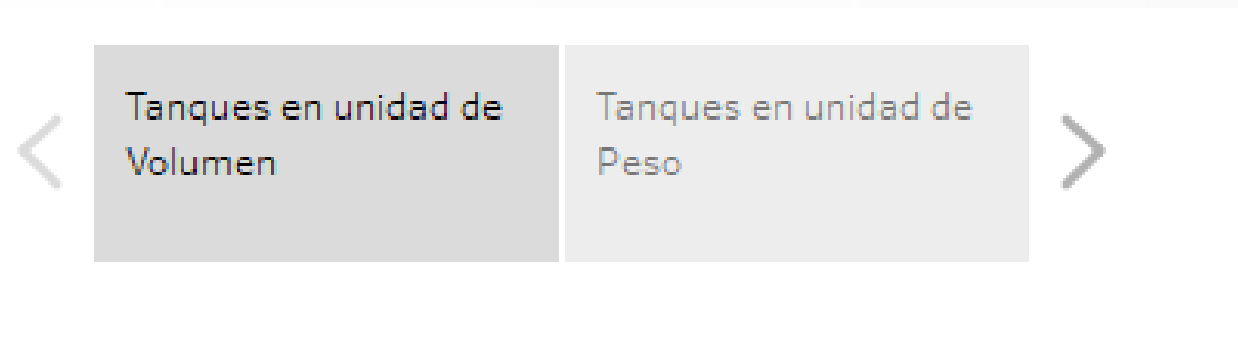 Tanques en unidad de
Volumen
Tanques en unidad de
Peso